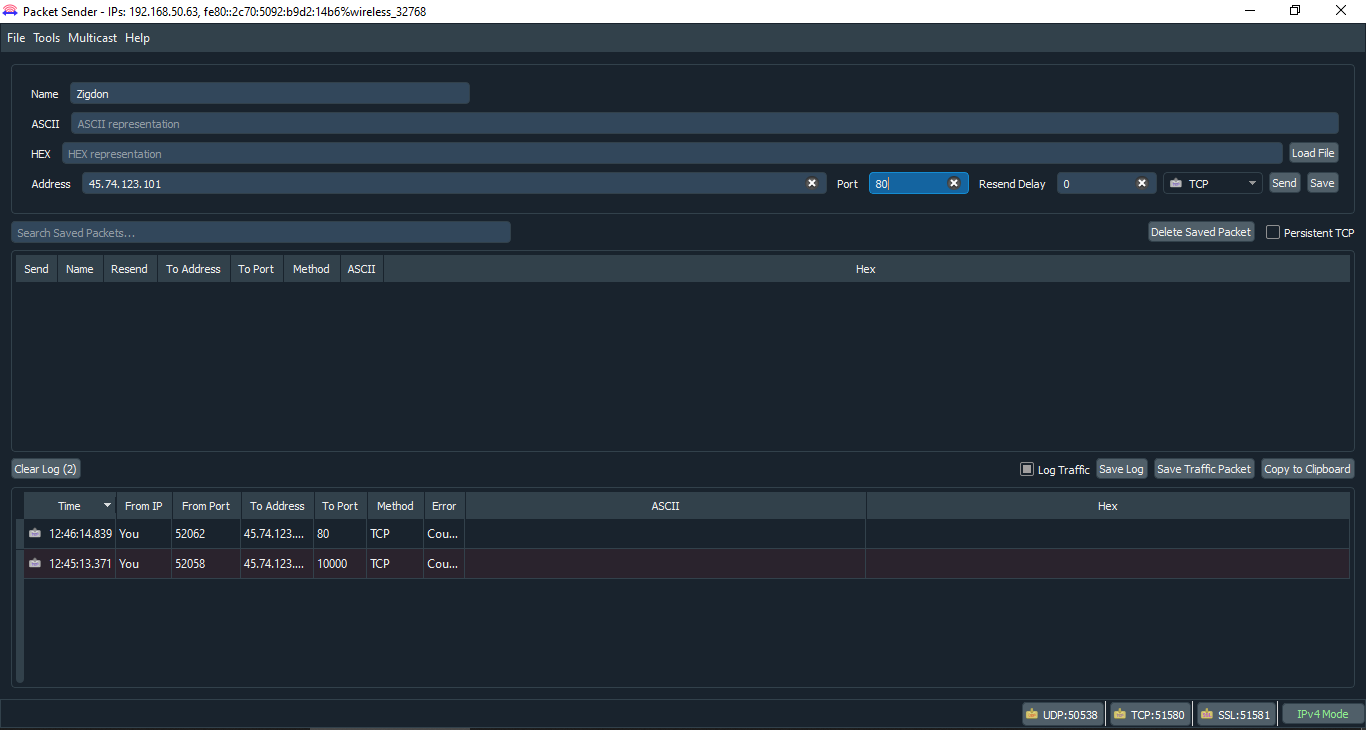 Packet Sender - IPs: 192.168.50.63, fe80::2c70:5092:b9d2:14b6%wireless_32768
File Tools Multicast Help
Name Zigdon
ASCII ASCII representation
HEX HEX representation Load File
Address 45.74.123.101 Port 80 Resend Delay 0 TCP Send Save
Search Saved Packets... Delete Saved Packet Persistent TCP
Send Name Resend To Address To Port Method ASCII Hex
Clear Log (2) Log Traffic Save Log Save Traffic Packet Copy to Clipboard
Time From IP From Port To Address To Port Method Error ASCII Hex
12:46:14.839 You 52062 45.74.123.... 80 TCP Cou...
12:45:13.371 You 52058 45.74.123.... 10000 TCP Cou...
UDP:50538 TCP:51580 SSL:51581 IPv4 Mode